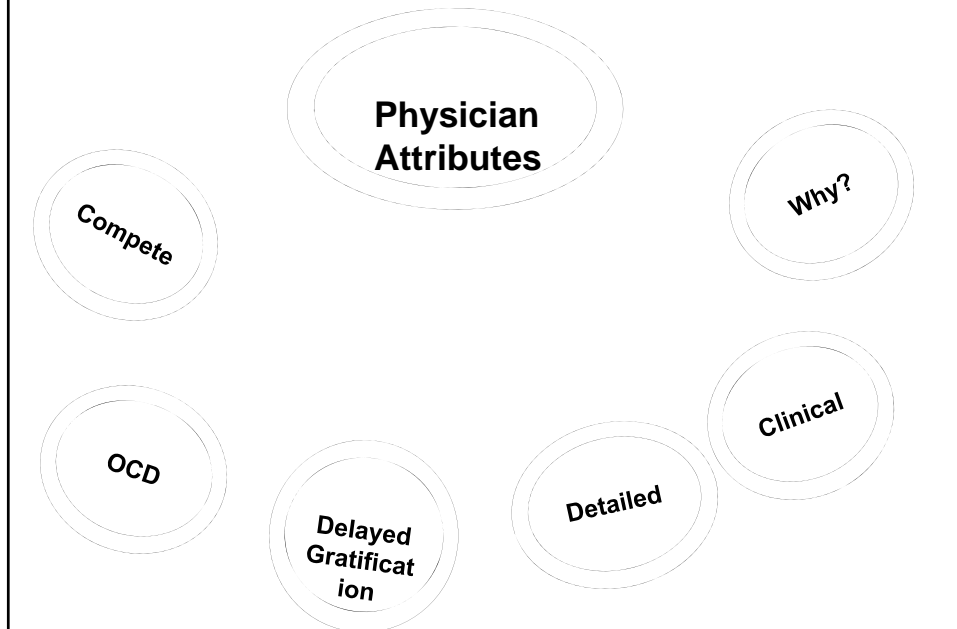 Physician
Attributes
Compete
Why?
OCD
Delayed
Gratificat
ion
Detailed
Clinical